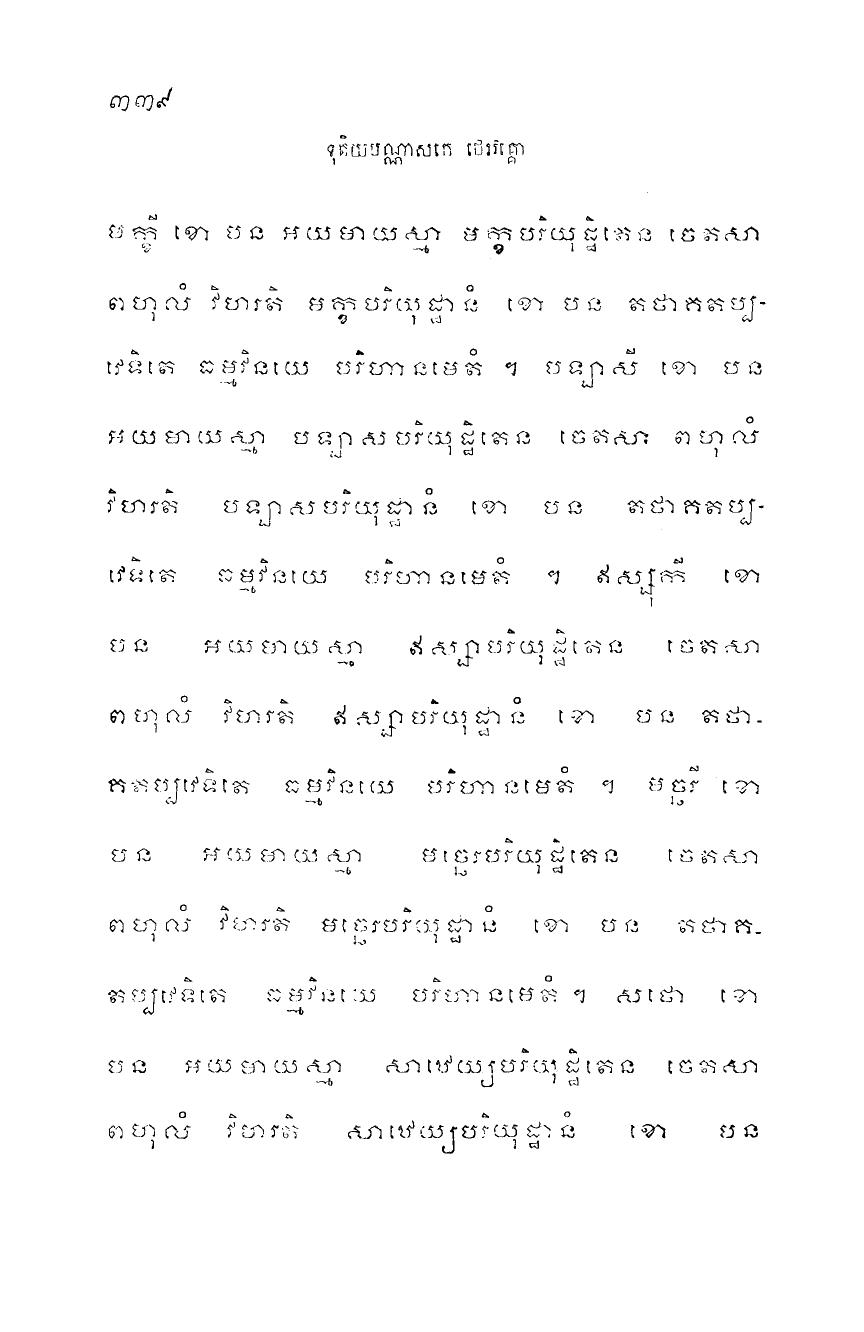 ៣៣៩
ទុតិយបណ្ណាសកេ ថេរវគ្គោ
មក្ខី ខោ បន អយមាយស្មា មក្ខបរិយុដ្ឋិតេន ចេតសា
ពហុលំ វិហរតិ មក្ខបរិយុដ្ឋានំ ខោ បន តថាគតប្ប-
វេទិតេ ធម្មវិនយេ បរិហានមេតំ ។ បឡាសី ខោ បន
អយមាយស្មា បឡាសបរិយុដ្ឋិតេន ចេតសា ពហុលំ
វិហរតិ បឡាសបរិយុដ្ឋានំ ខោ បន តថាគតប្ប-
វេទិតេ ធម្មវិនយេ បរិហានមេតំ ។ ឥស្សុកី ខោ
បន អយមាយស្មា ឥស្សាបរិយុដ្ឋិតេន ចេតសា
ពហុលំ វិហរតិ ឥស្សាបរិយុដ្ឋានំ ខោ បន តថា-
គតប្បវេទិតេ ធម្មវិនយេ បរិហានមេតំ ។ មច្ឆរី ខោ
បន អយមាយស្មា មច្ឆេរបរិយុដ្ឋិតេន ចេតសា
ពហុលំ វិហរតិ មច្ឆេរបរិយុដ្ឋានំ ខោ បន តថាគ-
តប្បវេទិតេ ធម្មវិនយេ បរិហានមេតំ ។ សថោ ខោ
បន អយមាយស្មា សាឋេយ្យបរិយុដ្ឋិតេន ចេតសា
ពហុលំ វិហរតិ សាឋេយ្យបរិយុដ្ឋានំ ខោ បន